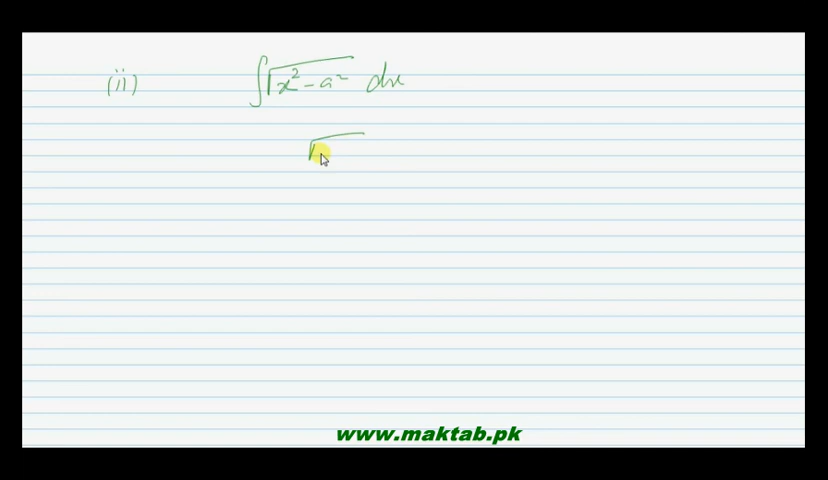 (ii) ∫√x² - a² dx
√
www.maktab.pk